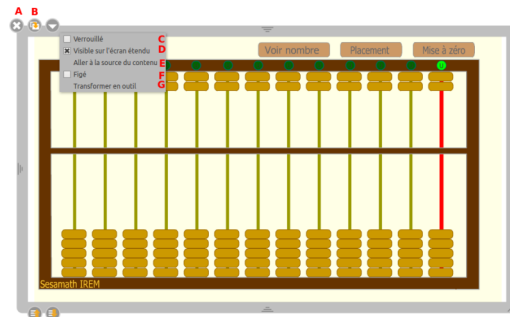 A B
Verrouillé C
Visible sur l'écran étendu D
Aller à la source du contenu E
Figé F
Transformer en outil G
Voir nombre Placement Mise à zéro
U
Sesamath IREM